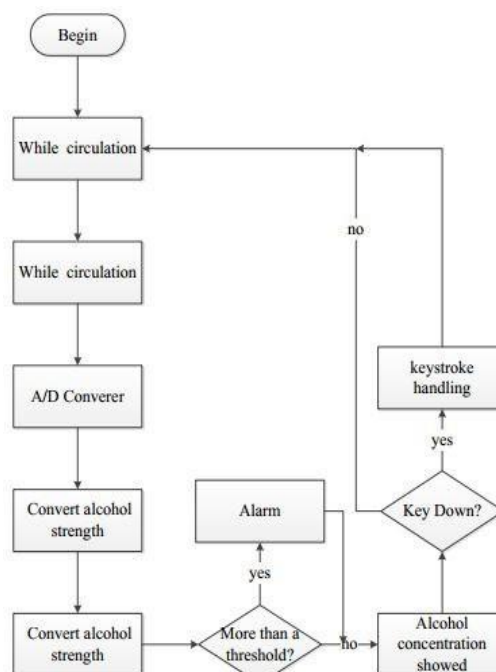 Begin
While circulation
While circulation
A/D Converer
Convert alcohol
strength
Convert alcohol
strength
More than a
threshold?
yes
Alarm
no
Alcohol
concentration
showed
Key Down?
yes
keystroke
handling
no